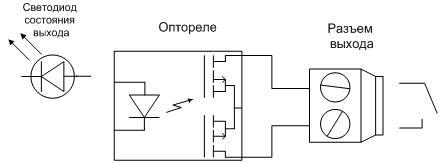 Светодиод
состояния
выхода
Оптореле
Разъем
выхода